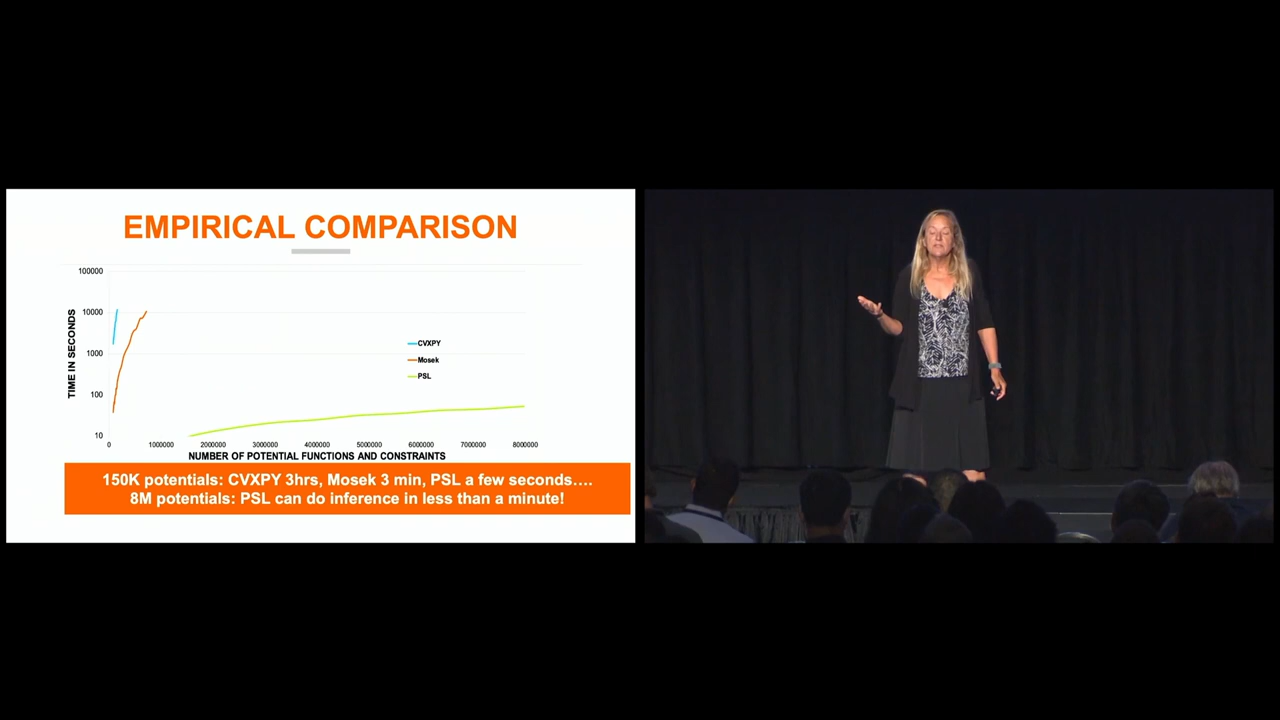 EMPIRICAL COMPARISON
100000
10000
1000
100
10
TIME IN SECONDS
CVXPY
Mosek
PSL
0 1000000 2000000 3000000 4000000 5000000 6000000 7000000 8000000
NUMBER OF POTENTIAL FUNCTIONS AND CONSTRAINTS
150K potentials: CVXPY 3hrs, Mosek 3 min, PSL a few seconds….
8M potentials: PSL can do inference in less than a minute!